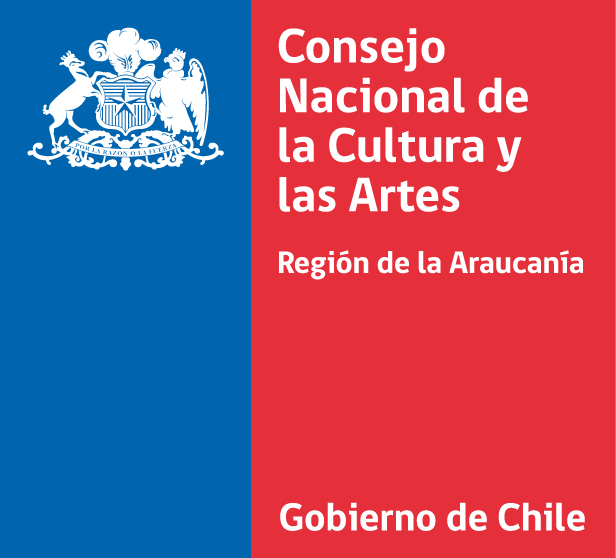 POR LA RAZON O LA FUERZA
Consejo
Nacional de
la Cultura y
las Artes
Región de la Araucanía
Gobierno de Chile